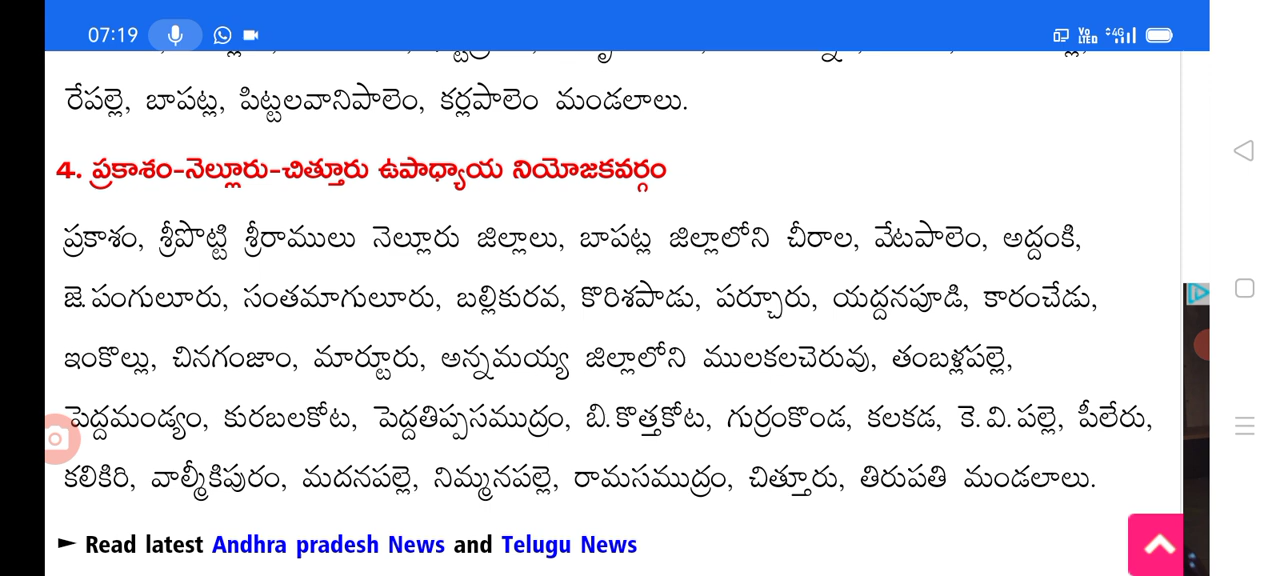 07:19
రేపల్లె, బాపట్ల, పిట్టలవానిపాలెం, కర్లపాలెం మండలాలు.
4. ప్రకాశం-నెల్లూరు-చిత్తూరు ఉపాధ్యాయ నియోజకవర్గం
ప్రకాశం, శ్రీపొట్టి శ్రీరాములు నెల్లూరు జిల్లాలు, బాపట్ల జిల్లాలోని చీరాల, వేటపాలెం, అద్దంకి,
జె.పంగులూరు, సంతమాగులూరు, బల్లికురవ, కొరిశపాడు, పర్చూరు, యద్దనపూడి, కారంచేడు,
ఇంకొల్లు, చినగంజాం, మార్టూరు, అన్నమయ్య జిల్లాలోని ములకలచెరువు, తంబళ్లపల్లె,
పెద్దమండ్యం, కురబలకోట, పెద్దతిప్పసముద్రం, బి.కొత్తకోట, గుర్రంకొండ, కలకడ, కె.వి.పల్లె, పీలేరు,
కలికిరి, వాల్మీకిపురం, మదనపల్లె, నిమ్మనపల్లె, రామసముద్రం, చిత్తూరు, తిరుపతి మండలాలు.
► Read latest Andhra pradesh News and Telugu News